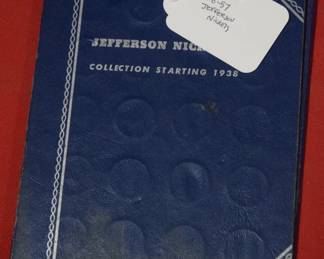 JEFFERSON NICK
COLLECTION STARTING 1938
JEFFERSON
Nickels